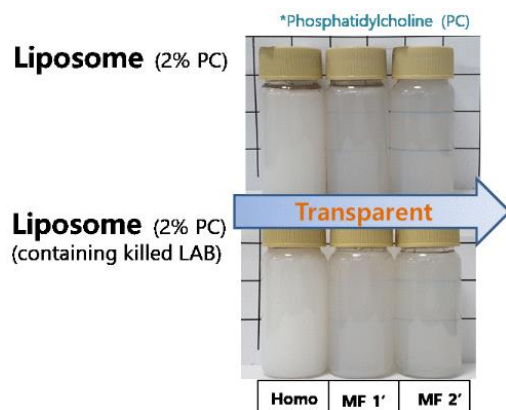 *Phosphatidylcholine (PC)
Liposome (2% PC)
Transparent
Liposome (2% PC)
(containing killed LAB)
Homo MF 1' MF 2'